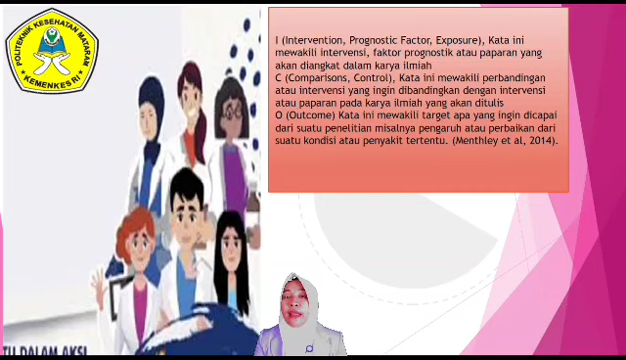 POLITEKNIK KESEHATAN MATARAM
KEMENKES RI
I (Intervention, Prognostic Factor, Exposure), Kata ini
mewakili intervensi, faktor prognostik atau paparan yang
akan diangkat dalam karya ilmiah
C (Comparisons, Control), Kata ini mewakili perbandingan
atau intervensi yang ingin dibandingkan dengan intervensi
atau paparan pada karya ilmiah yang akan ditulis
O (Outcome) Kata ini mewakili target apa yang ingin dicapai
dari suatu penelitian misalnya pengaruh atau perbaikan dari
suatu kondisi atau penyakit tertentu. (Menthley et al, 2014).
TU DALAM AKSI